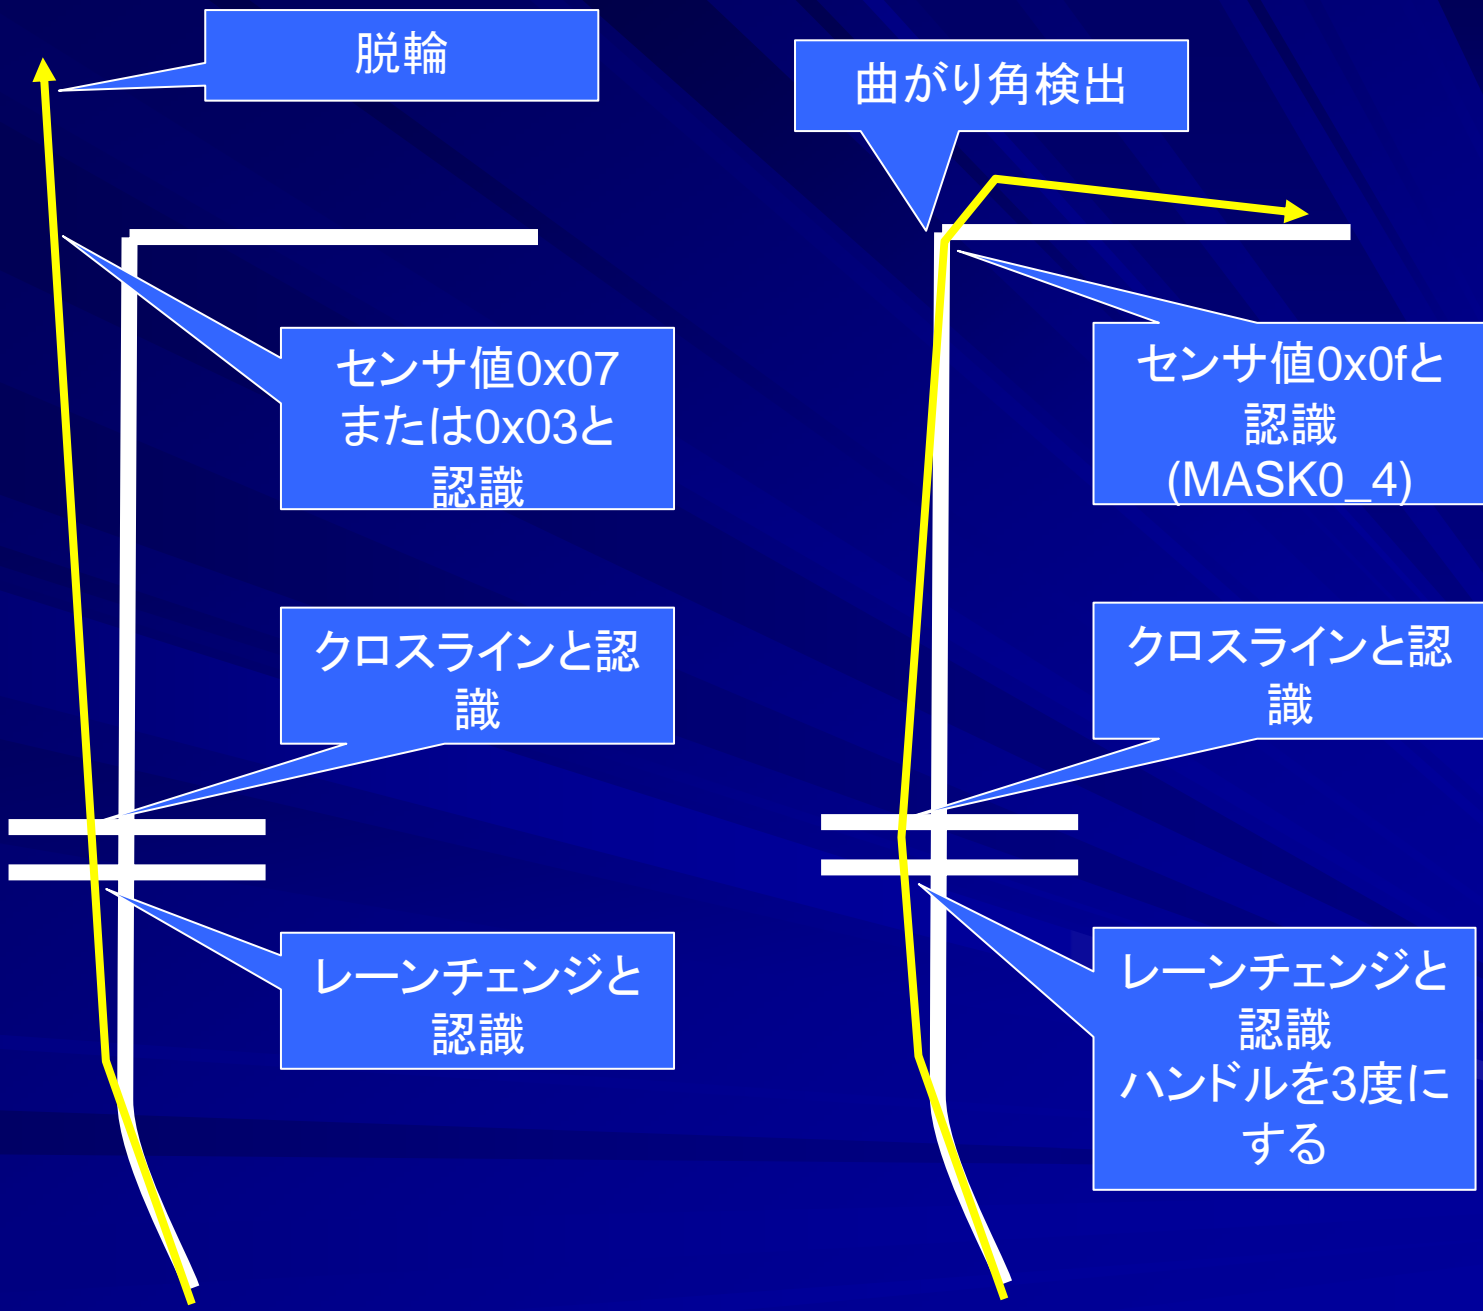 脱輪
センサ値0x07
または0x03と
認識
クロスラインと認
識
レーンチェンジと
認識
曲がり角検出
センサ値0x0fと
認識
(MASK0_4)
クロスラインと認
識
レーンチェンジと
認識
ハンドルを3度に
する